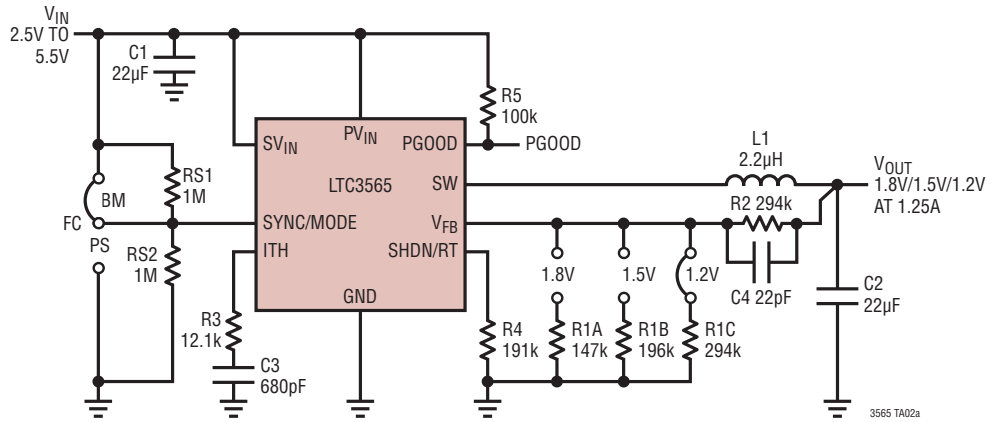 VIN
2.5V TO
5.5V
C1
22µF
R5
100k
SVIN
PVIN
PGOOD
PGOOD
LTC3565
SW
L1
2.2µH
VOUT
1.8V/1.5V/1.2V
AT 1.25A
RS1
1M
BM
FC
PS
SYNC/MODE
VFB
R2 294k
RS2
1M
ITH
SHDN/RT
1.8V
1.5V
1.2V
C4 22pF
C2
22µF
GND
R3
12.1k
C3
680pF
R4
191k
R1A
147k
R1B
196k
R1C
294k
3565 TA02a